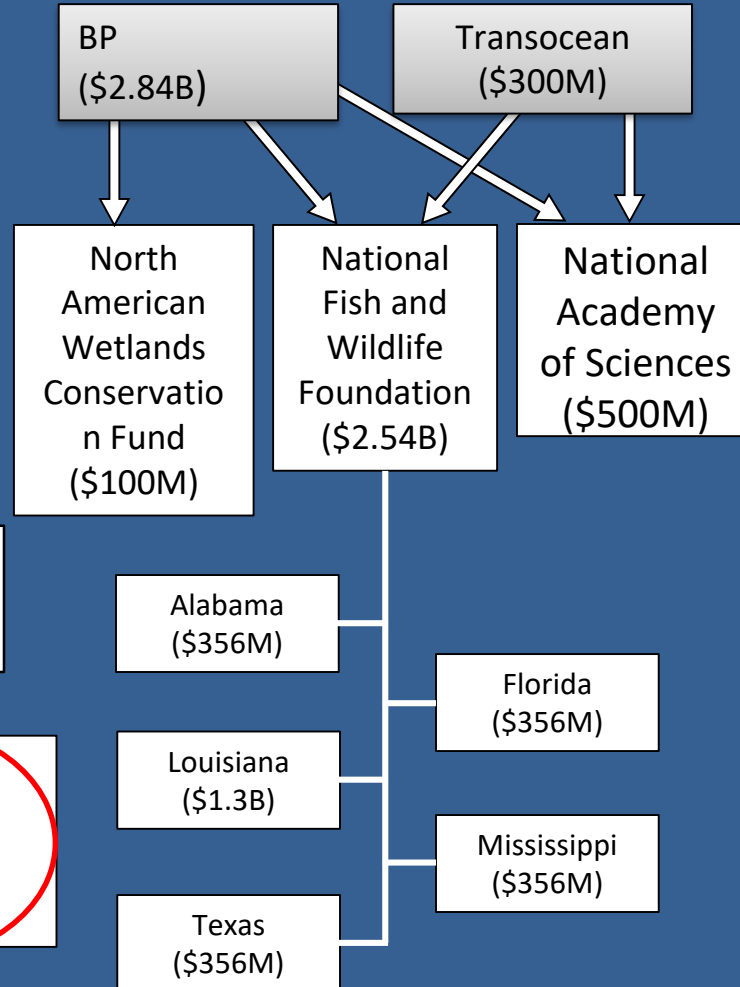 BP
($2.84B)
Transocean
($300M)
North
American
Wetlands
Conservatio
n Fund
($100M)
National
Fish and
Wildlife
Foundation
($2.54B)
National
Academy
of Sciences
($500M)
Alabama
($356M)
Florida
($356M)
Louisiana
($1.3B)
Mississippi
($356M)
Texas
($356M)